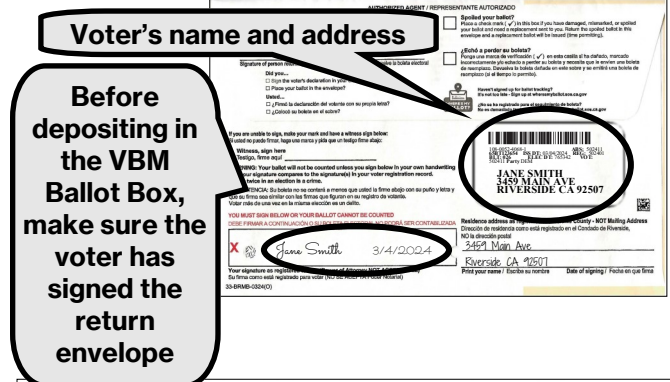 AUTHORIZED AGENT / REPRESENTANTE AUTORIZADO
Voter's name and address
Before
depositing in
the VBM
Ballot Box,
make sure the
voter has
signed the
return
envelope
Spoiled your ballot?
Place a check mark ( ✓ ) in this box if you have damaged, mismarked, or spoiled
your ballot and need a replacement sent to you. Return the spoiled ballot in this
envelope and a replacement ballot will be issued (time permitting).
¿Echó a perder su boleta?
Ponga una marca de verificación ( ✓ ) en esta casilla si ha dañado, marcado
incorrectamente y/o echado a perder su boleta y necesita que le envíen una boleta
de reemplazo. Devuelva la boleta dañada en este sobre y se emitirá una boleta de
reemplazo (si el tiempo lo permite).
Signature of person
la boleta electoral
Did you...
☐ Sign the voter's declaration in
☐ Place your ballot in the envelope?
Usted...
☐ ¿Firmó la declaración del votante con su propia letra?
☐ ¿Colocó su boleta en el sobre?
Haven't signed up for ballot tracking?
It's not too late - Sign up at wheresmyballot.sos.ca.gov
BALLOT?
If you are unable to sign, make your mark and have a witness sign below:
Si usted no puede firmar, haga una marca y pida que un testigo firme abajo:
Witness, sign here
Testigo, firme aquí
WARNING: Your ballot will not be counted unless you sign below in your own handwriting
your signature compares to the signature(s) in your voter registration record.
twice in an election is a crime.
Su boleta no se contará a menos que usted la firme abajo con su puño y letra y
que su firma sea similar con las firmas que figuran en su registro de votante.
Votar más de una vez en la misma elección es un delito.
YOU MUST SIGN BELOW OR YOUR BALLOT CANNOT BE COUNTED
DEBE FIRMAR A CONTINUACIÓN O SU BOLETA NO PODRÁ SER CONTABILIZADA
X Jane Smith 3/4/2024
Your signature as registered
Su firma como está registrado para votar
33-BRMB-0324(O)
JANE SMITH
3459 MAIN AVE
RIVERSIDE CA 92507
Residence address as County - NOT Mailing Address
Dirección de residencia como está registrado en el Condado de Riverside,
NO la dirección postal
3459 Main Ave
Riverside CA 92507
Print your name / Escriba su nombre Date of signing / Fecha en que firma